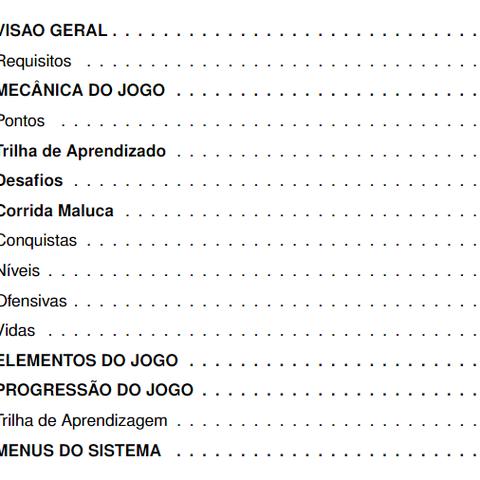 VISAO GERAL . . . . . . . . . . . . . . . . . . . . . . . . . . . . .
Requisitos . . . . . . . . . . . . . . . . . . . . . . . . . . . . . . .
MECÂNICA DO JOGO . . . . . . . . . . . . . . . . . . . . . . . .
Pontos . . . . . . . . . . . . . . . . . . . . . . . . . . . . . . . . .
Trilha de Aprendizado . . . . . . . . . . . . . . . . . . . . . . . .
Desafios . . . . . . . . . . . . . . . . . . . . . . . . . . . . . . . .
Corrida Maluca . . . . . . . . . . . . . . . . . . . . . . . . . . . .
Conquistas . . . . . . . . . . . . . . . . . . . . . . . . . . . . . . .
Níveis . . . . . . . . . . . . . . . . . . . . . . . . . . . . . . . . . .
Ofensivas . . . . . . . . . . . . . . . . . . . . . . . . . . . . . . . .
Vidas . . . . . . . . . . . . . . . . . . . . . . . . . . . . . . . . . .
ELEMENTOS DO JOGO . . . . . . . . . . . . . . . . . . . . . . .
PROGRESSÃO DO JOGO . . . . . . . . . . . . . . . . . . . . . .
Trilha de Aprendizagem . . . . . . . . . . . . . . . . . . . . . . . .
MENUS DO SISTEMA . . . . . . . . . . . . . . . . . . . . . . . .